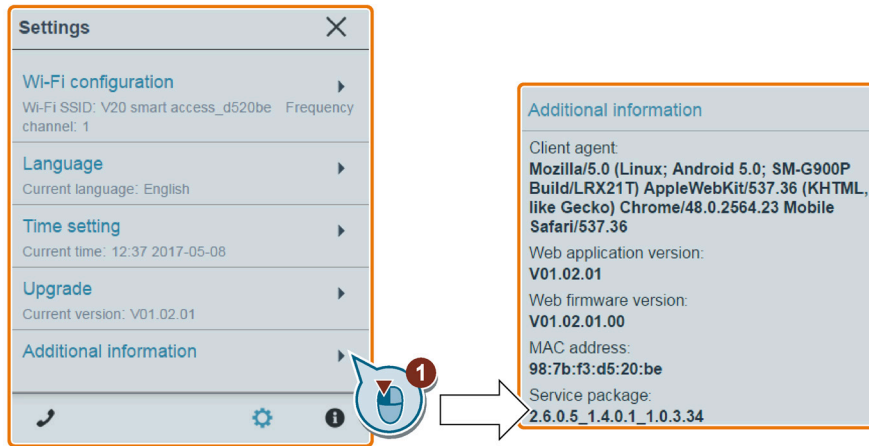 Settings
Wi-Fi configuration
Wi-Fi SSID: V20 smart access_d520be Frequency
channel: 1
Language
Current language: English
Time setting
Current time: 12:37 2017-05-08
Upgrade
Current version: V01.02.01
Additional information
1
Additional information
Client agent:
Mozilla/5.0 (Linux; Android 5.0; SM-G900P
Build/LRX21T) AppleWebKit/537.36 (KHTML,
like Gecko) Chrome/48.0.2564.23 Mobile
Safari/537.36
Web application version:
V01.02.01
Web firmware version:
V01.02.01.00
MAC address:
98:7b:f3:d5:20:be
Service package:
2.6.0.5_1.4.0.1_1.0.3.34